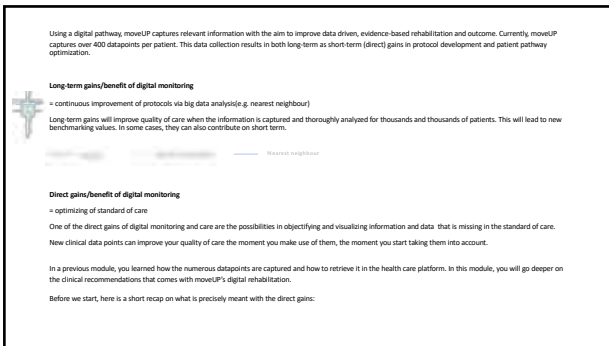 Using a digital pathway, moveUP captures relevant information with the aim to improve data driven, evidence-based rehabilitation and outcome. Currently, moveUP
captures over 400 datapoints per patient. This data collection results in both long-term as short-term (direct) gains in protocol development and patient pathway
optimization.
Long-term gains/benefit of digital monitoring
= continuous improvement of protocols via big data analysis(e.g. nearest neighbour)
Long-term gains will improve quality of care when the information is captured and thoroughly analyzed for thousands and thousands of patients. This will lead to new
benchmarking values. In some cases, they can also contribute on short term.
Nearest neighbour
Direct gains/benefit of digital monitoring
= optimizing of standard of care
One of the direct gains of digital monitoring and care are the possibilities in objectifying and visualizing information and data that is missing in the standard of care.
New clinical data points can improve your quality of care the moment you make use of them, the moment you start taking them into account.
In a previous module, you learned how the numerous datapoints are captured and how to retrieve it in the health care platform. In this module, you will go deeper on
the clinical recommendations that comes with moveUP's digital rehabilitation.
Before we start, here is a short recap on what is precisely meant with the direct gains: